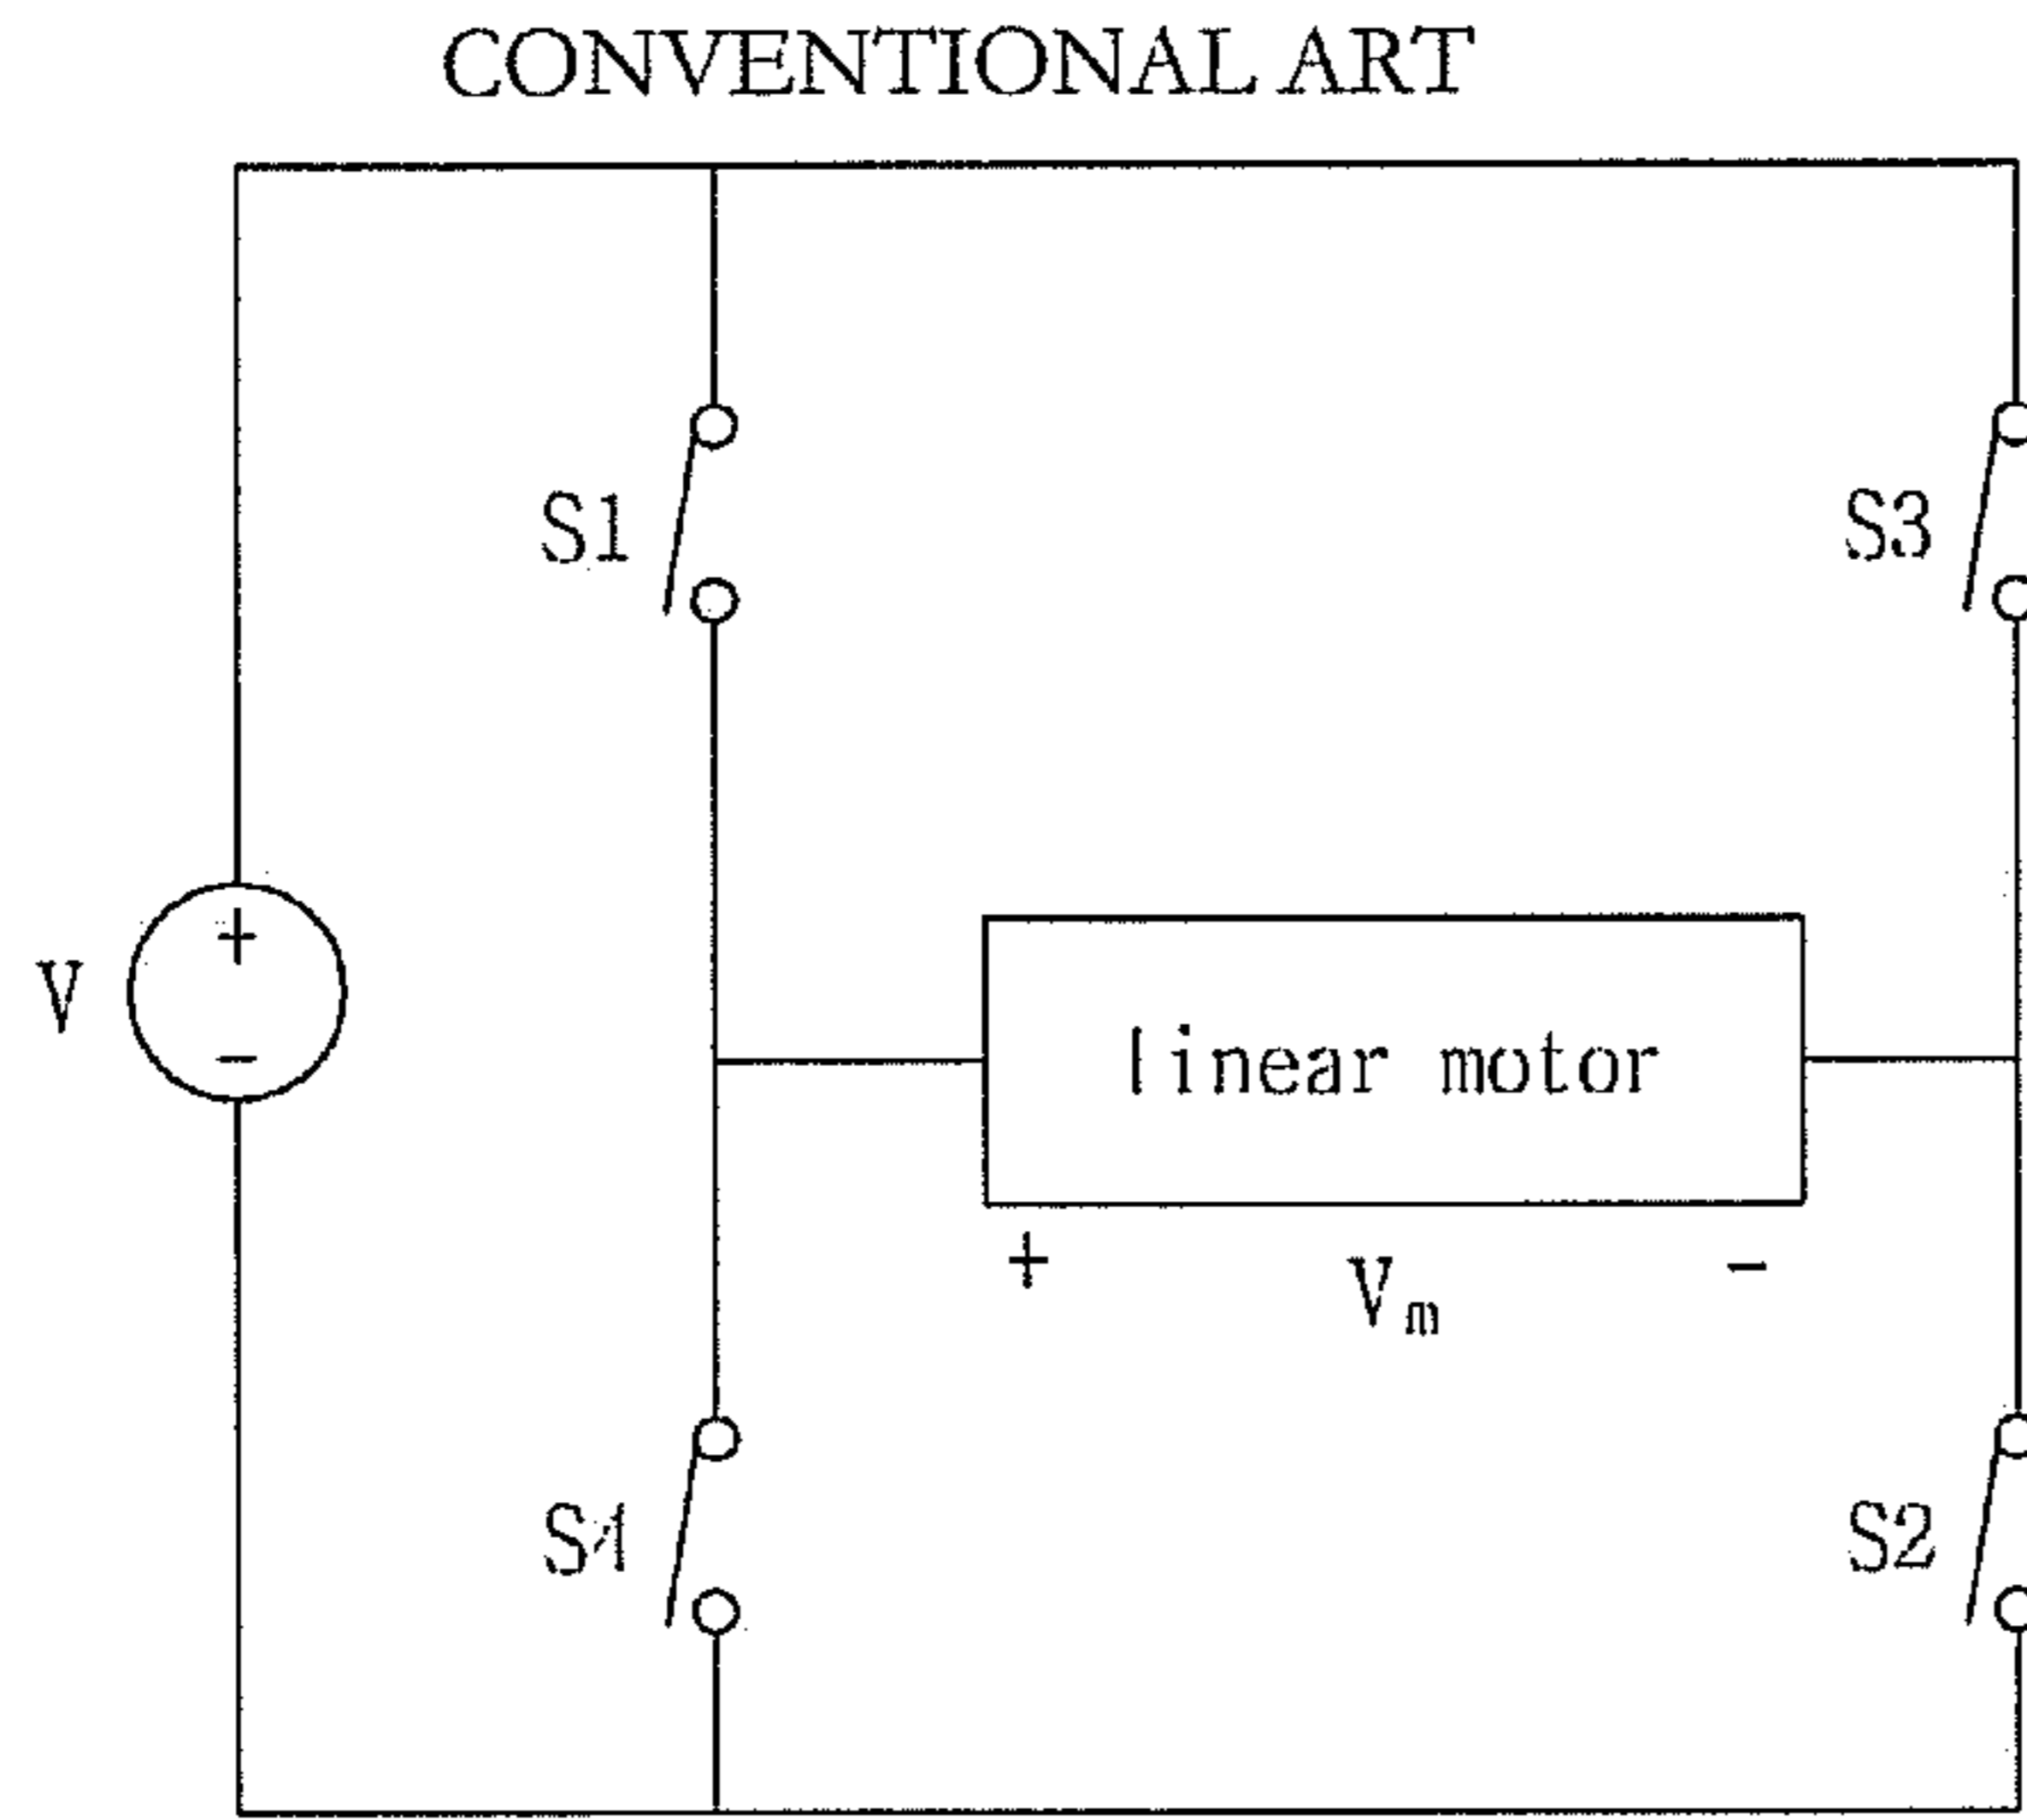 CONVENTIONAL ART
S1
S3
+
V
-
linear motor
+ Vm -
S4
S2